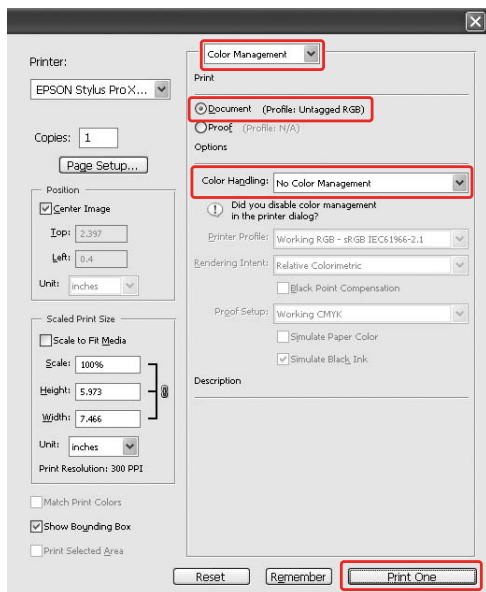 Printer:
EPSON Stylus ProX...
Copies: 1
Page Setup...
Position
Center Image
Top: 2.397
Left: 0.4
Unit: inches
Scaled Print Size
Scale to Fit Media
Scale: 100%
Height: 5.973
Width: 7.466
Unit: inches
Print Resolution: 300 PPI
Match Print Colors
Show Bounding Box
Print Selected Area
Color Management
Print
Document (Profile: Untagged RGB)
Proof (Profile: N/A)
Options
Color Handling: No Color Management
Did you disable color management
in the printer dialog?
Printer Profile: Working RGB - sRGB IEC61966-2.1
Rendering Intent: Relative Colorimetric
Black Point Compensation
Proof Setup: Working CMYK
Simulate Paper Color
Simulate Black Ink
Description
Reset Remember Print One